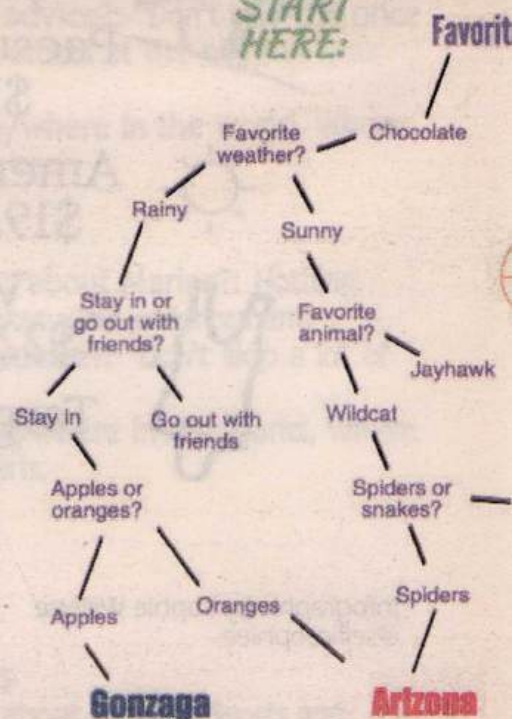 START
HERE:
Favorit
Chocolate
Favorite
weather?
Rainy
Sunny
Stay in or
go out with
friends?
Favorite
animal?
Jayhawk
Stay in
Go out with
friends
Wildcat
Apples or
oranges?
Spiders or
snakes?
Apples
Oranges
Spiders
Gonzaga
Arizona